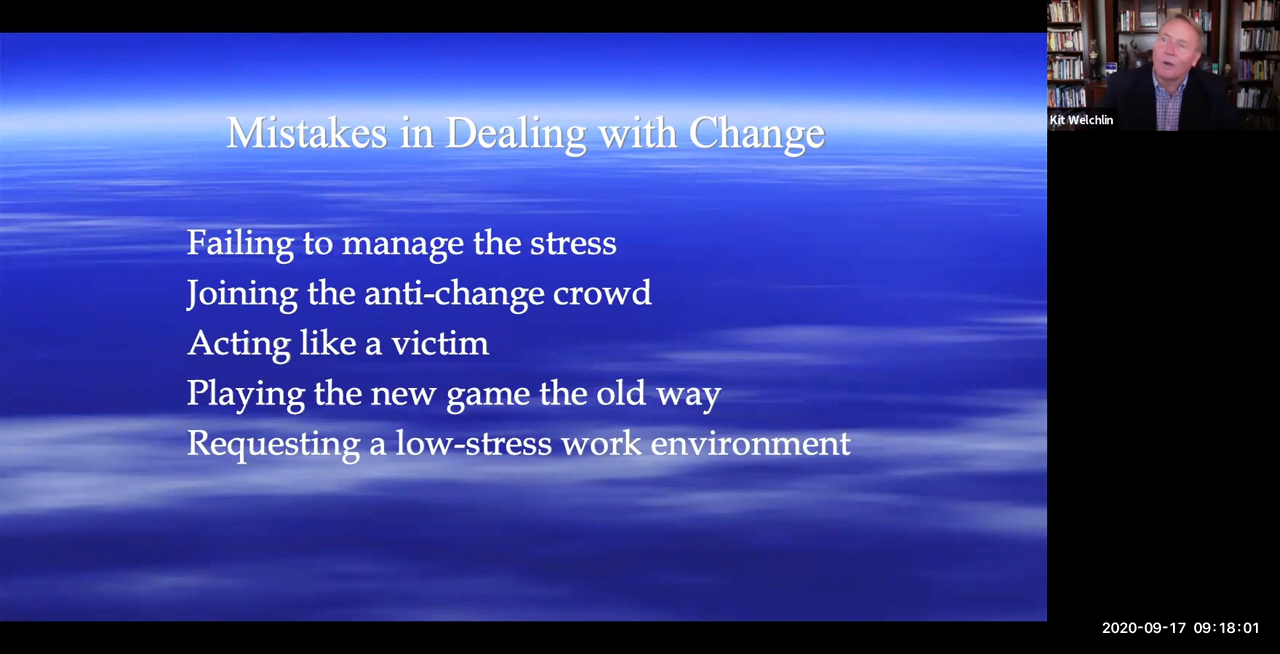 Mistakes in Dealing with Change
Failing to manage the stress
Joining the anti-change crowd
Acting like a victim
Playing the new game the old way
Requesting a low-stress work environment
Kit Welchlin
2020-09-17 09:18:01